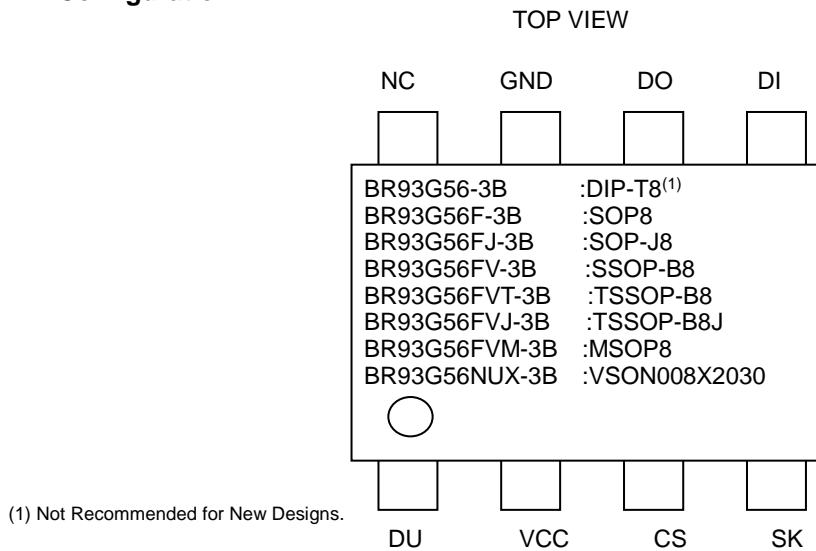 TOP VIEW
NC GND DO DI
BR93G56-3B :DIP-T8(1)
BR93G56F-3B :SOP8
BR93G56FJ-3B :SOP-J8
BR93G56FV-3B :SSOP-B8
BR93G56FVT-3B :TSSOP-B8
BR93G56FVJ-3B :TSSOP-B8J
BR93G56FVM-3B :MSOP8
BR93G56NUX-3B :VSON008X2030
(1) Not Recommended for New Designs.
DU VCC CS SK